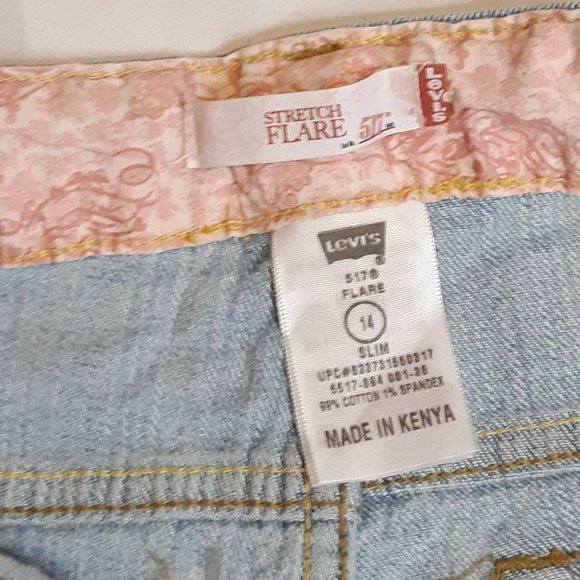 STRETCH
FLARE 517
Levi's
Levi's
517®
FLARE
14
SLIM
99% COTTON 1% SPANDEX
MADE IN KENYA